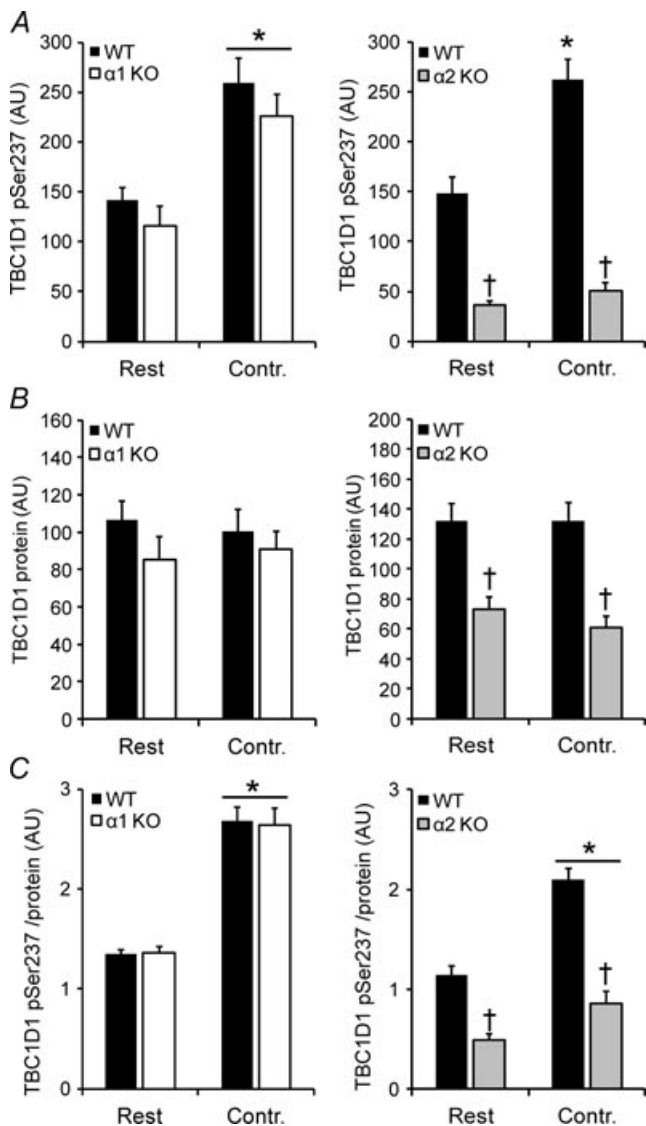 A
TBC1D1 pSer237 (AU)
300
250
200
150
100
50
0
WT
α1 KO
*
Rest
Contr.
TBC1D1 pSer237 (AU)
300
250
200
150
100
50
0
WT
α2 KO
*
†
†
Rest
Contr.
B
TBC1D1 protein (AU)
160
140
120
100
80
60
40
20
0
WT
α1 KO
Rest
Contr.
TBC1D1 protein (AU)
200
180
160
140
120
100
80
60
40
20
0
WT
α2 KO
†
†
Rest
Contr.
C
TBC1D1 pSer237 /protein (AU)
3
2
1
0
WT
α1 KO
*
Rest
Contr.
TBC1D1 pSer237 /protein (AU)
3
2
1
0
WT
α2 KO
*
†
†
Rest
Contr.